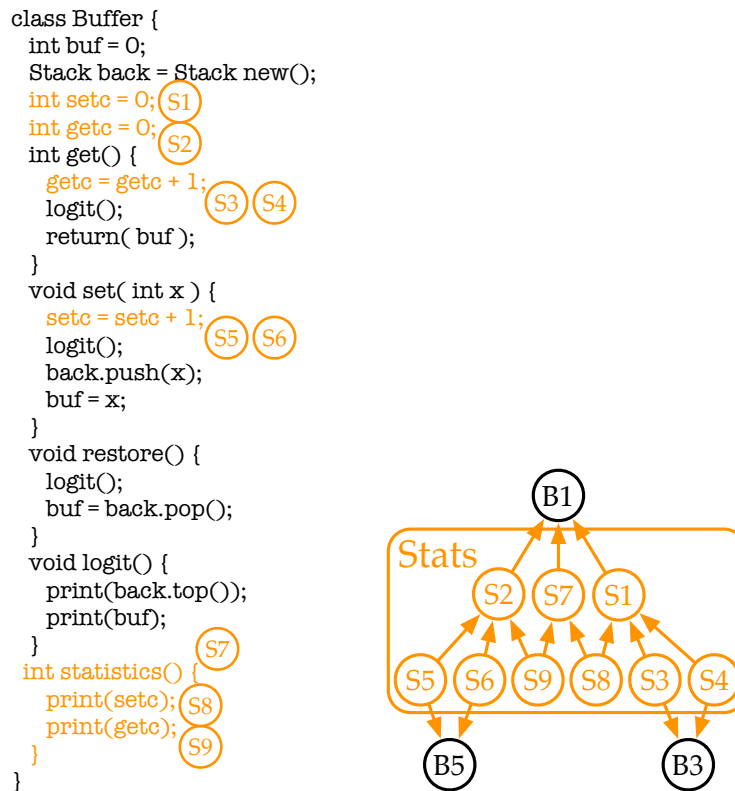 class Buffer {
int buf = 0;
Stack back = Stack new();
int setc = 0; S1
int getc = 0; S2
int get() {
getc = getc + 1; S3 S4
logit();
return( buf );
}
void set( int x ) {
setc = setc + 1; S5 S6
logit();
back.push(x);
buf = x;
}
void restore() {
logit();
buf = back.pop();
}
void logit() {
print(back.top());
print(buf);
}
int statistics() { S7
print(setc); S8
print(getc); S9
}
}
B1
Stats
S2 S7 S1
S5 S6 S9 S8 S3 S4
B5 B3